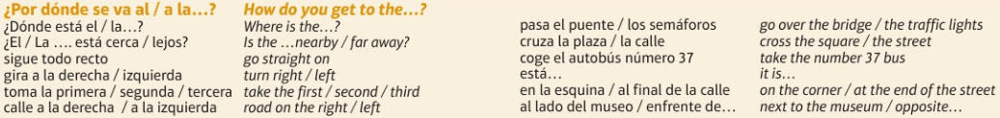 ¿Por dónde se va al / a la...? How do you get to the...?
¿Dónde está el / la...? Where is the...?
¿El / La .... está cerca / lejos? Is the ...nearby / far away?
sigue todo recto go straight on
gira a la derecha / izquierda turn right / left
toma la primera / segunda / tercera take the first / second / third
calle a la derecha / a la izquierda road on the right / left
pasa el puente / los semáforos go over the bridge / the traffic lights
cruza la plaza / la calle cross the square / the street
coge el autobús número 37 take the number 37 bus
está... it is...
en la esquina / al final de la calle on the corner / at the end of the street
al lado del museo / enfrente de... next to the museum / opposite...